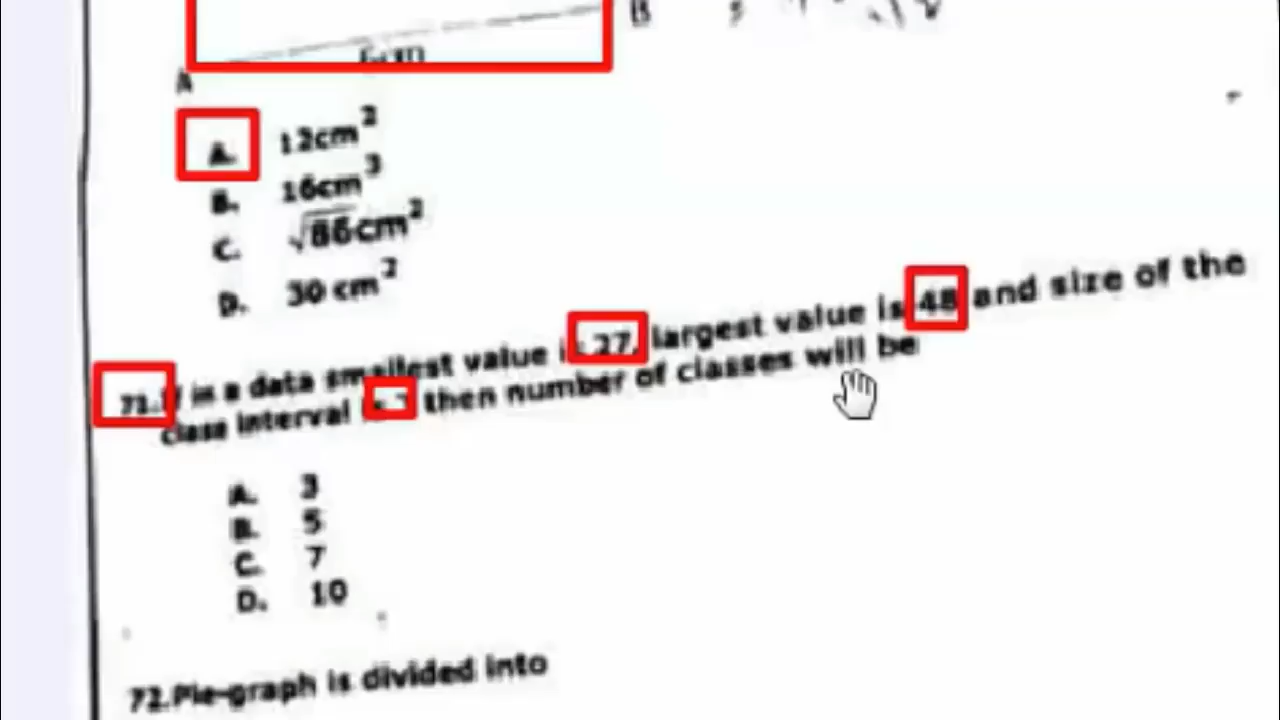 B
A
A. 12cm²
B. 16cm³
C. √86cm²
D. 30 cm²
71.If in a data smallest value is 27, largest value is 48 and size of the
class interval is then number of classes will be
A. 3
B. 5
C. 7
D. 10
72.Pie-graph is divided into